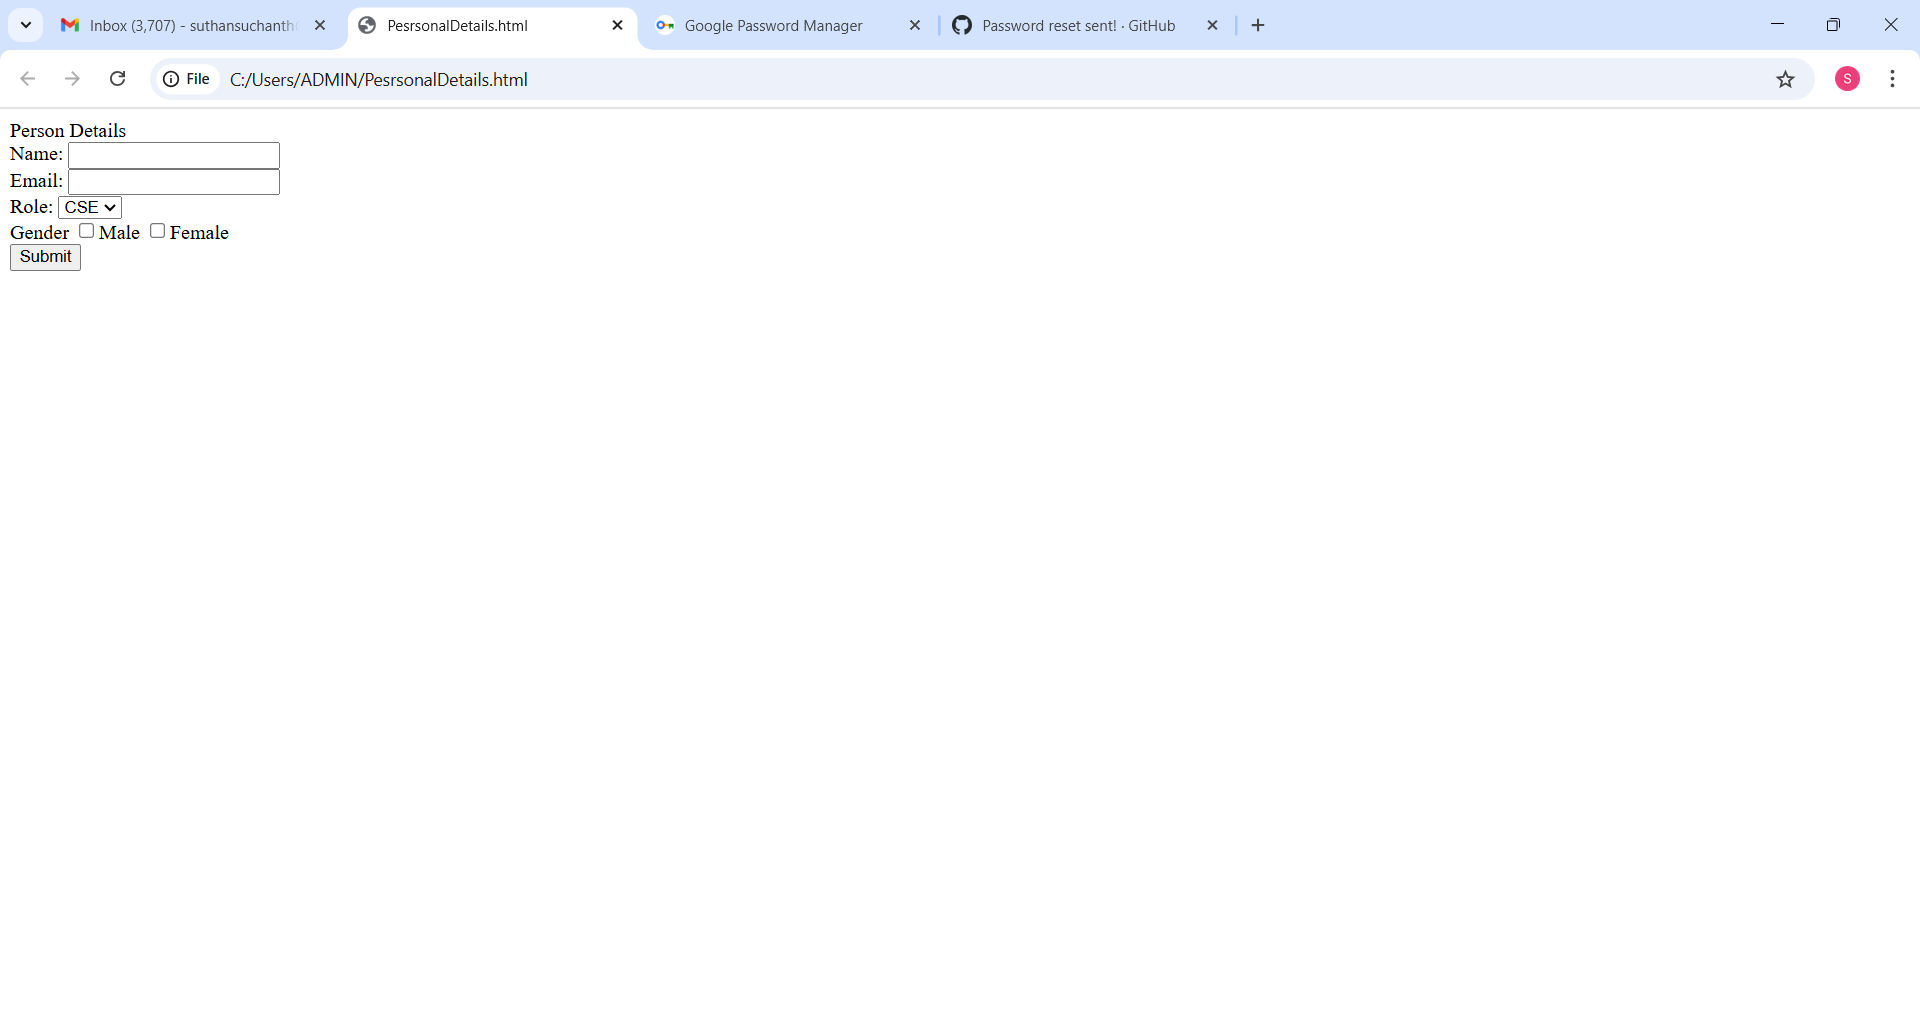 Inbox (3,707) - suthansuchanth
PesrsonalDetails.html
Google Password Manager
Password reset sent! · GitHub
File
C:/Users/ADMIN/PesrsonalDetails.html
S
Person Details
Name:
Email:
Role: CSE
Gender Male Female
Submit